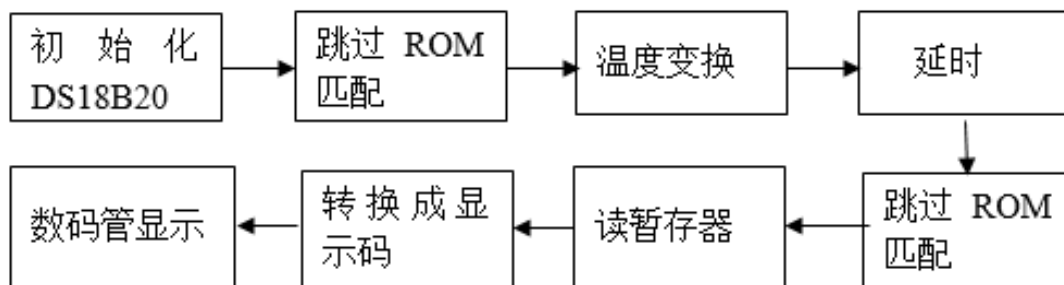 初始化
DS18B20
跳过 ROM
匹配
温度变换
延时
跳过 ROM
匹配
读暂存器
转换成显
示码
数码管显示